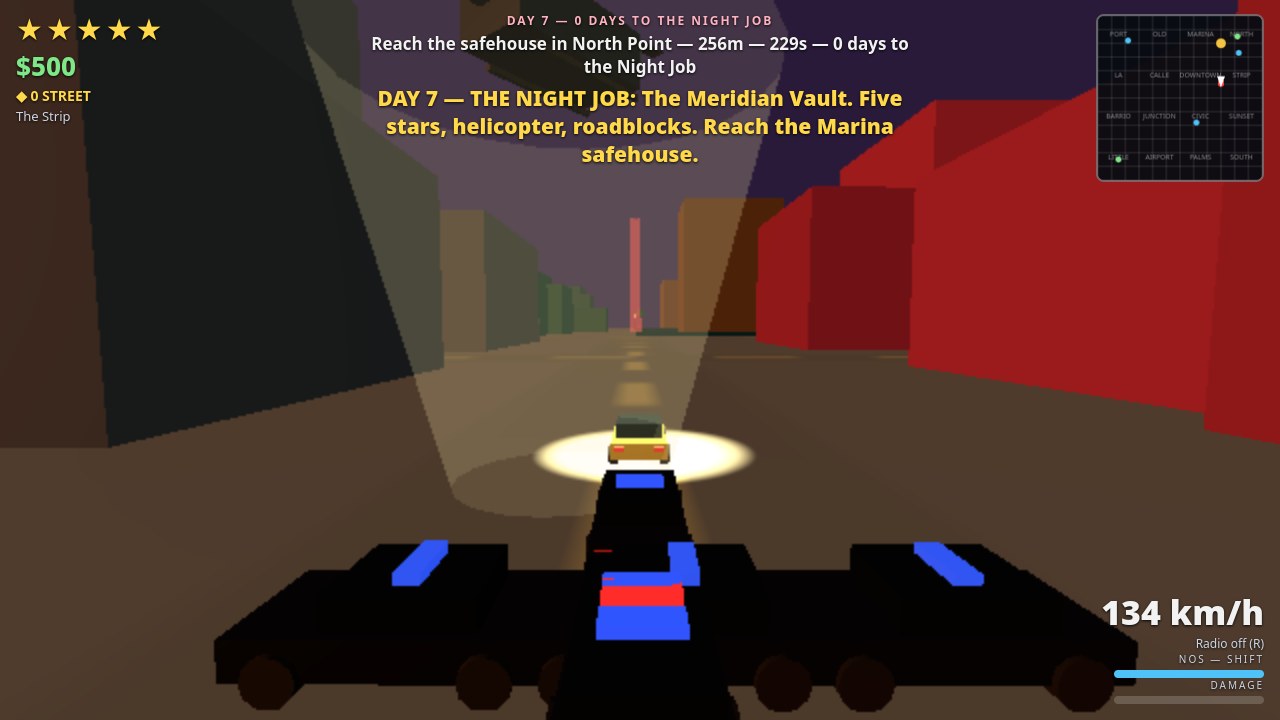 ★★★★★
$500
◆ 0 STREET
The Strip
DAY 7 — 0 DAYS TO THE NIGHT JOB
Reach the safehouse in North Point — 256m — 229s — 0 days to
the Night Job
DAY 7 — THE NIGHT JOB: The Meridian Vault. Five
stars, helicopter, roadblocks. Reach the Marina
safehouse.
PORT OLD MARINA NORTH
LA CALLE DOWNTOWN STRIP
BARRIO JUNCTION CIVIC SUNSET
LITTLE AIRPORT PALMS SOUTH
134 km/h
Radio off (R)
NOS — SHIFT
DAMAGE